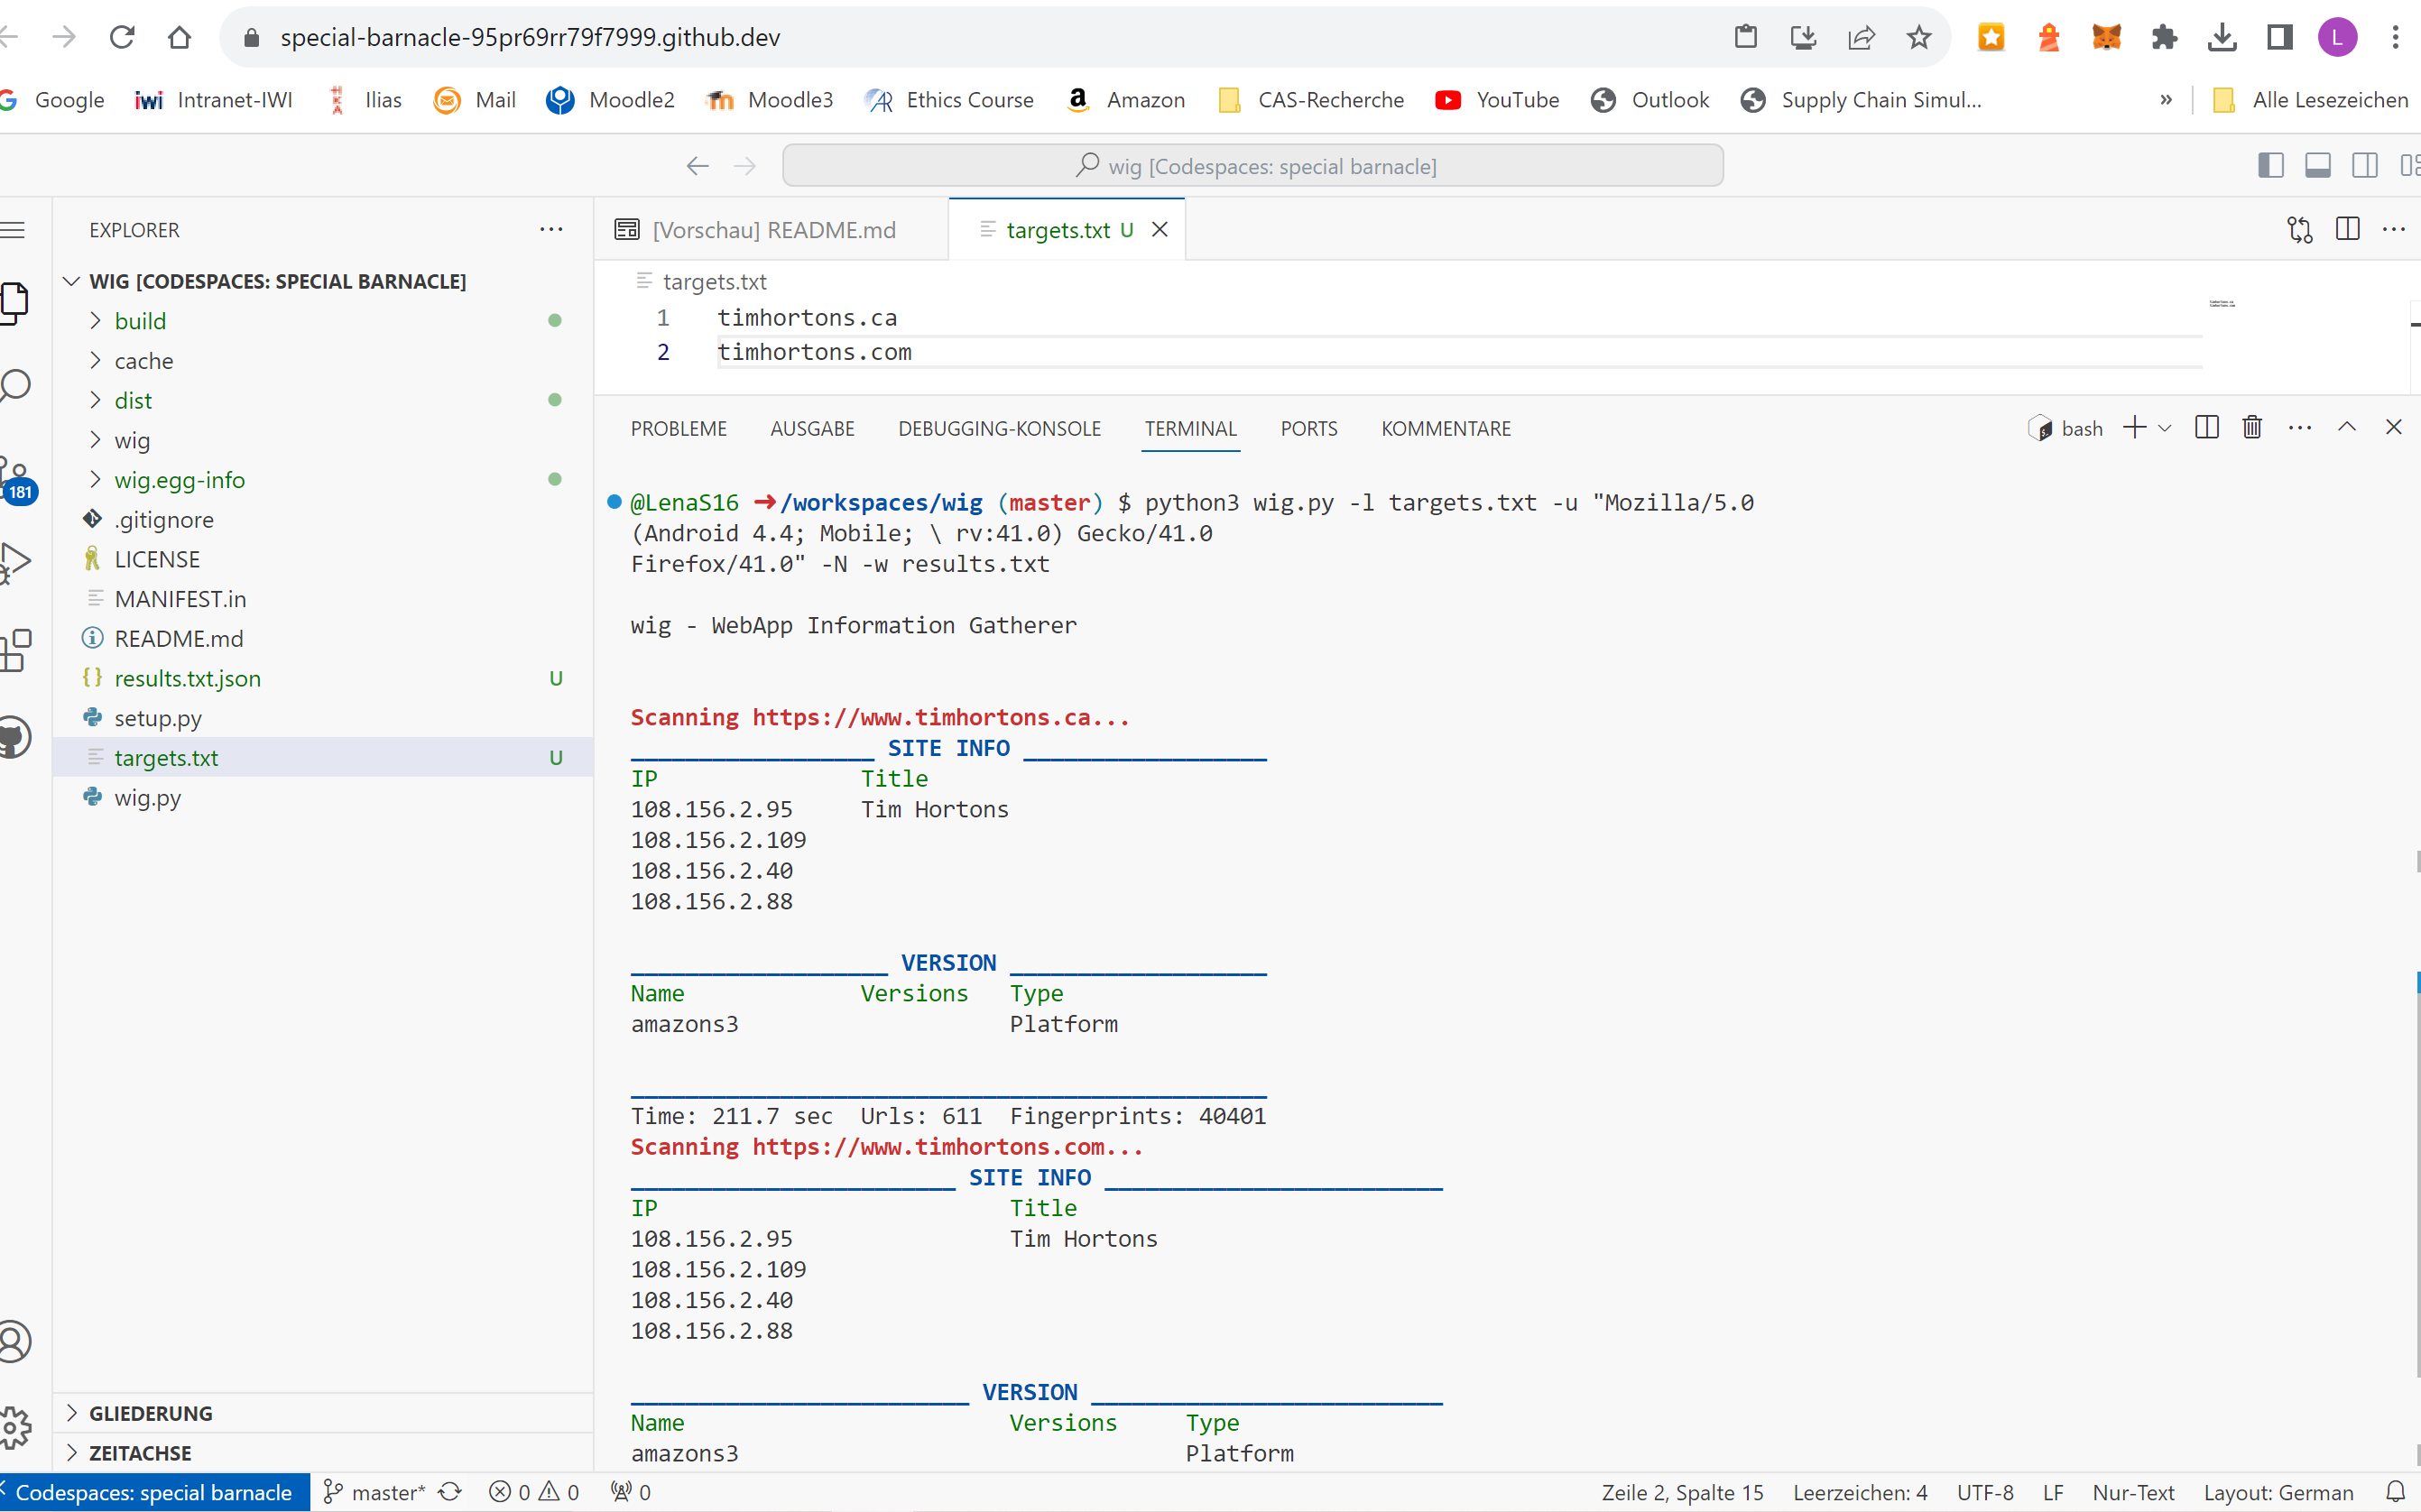 special-barnacle-95pr69rr79f7999.github.dev
L
Google Intranet-IWI Ilias Mail Moodle2 Moodle3 Ethics Course Amazon CAS-Recherche YouTube Outlook Supply Chain Simul... » Alle Lesezeichen
wig [Codespaces: special barnacle]
EXPLORER
WIG [CODESPACES: SPECIAL BARNACLE]
build
cache
dist
wig
wig.egg-info
.gitignore
LICENSE
MANIFEST.in
README.md
results.txt.json U
setup.py
targets.txt U
wig.py
181
GLIEDERUNG
ZEITACHSE
[Vorschau] README.md
targets.txt U
targets.txt
1 timhortons.ca
2 timhortons.com
PROBLEME AUSGABE DEBUGGING-KONSOLE TERMINAL PORTS KOMMENTARE
bash
@LenaS16 ➜/workspaces/wig (master) $ python3 wig.py -l targets.txt -u "Mozilla/5.0
(Android 4.4; Mobile; \ rv:41.0) Gecko/41.0
Firefox/41.0" -N -w results.txt
wig - WebApp Information Gatherer
Scanning https://www.timhortons.ca...
__________________ SITE INFO __________________
IP Title
108.156.2.95 Tim Hortons
108.156.2.109
108.156.2.40
108.156.2.88
___________________ VERSION ___________________
Name Versions Type
amazons3 Platform
_______________________________________________
Time: 211.7 sec Urls: 611 Fingerprints: 40401
Scanning https://www.timhortons.com...
________________________ SITE INFO _________________________
IP Title
108.156.2.95 Tim Hortons
108.156.2.109
108.156.2.40
108.156.2.88
_________________________ VERSION __________________________
Name Versions Type
amazons3 Platform
Codespaces: special barnacle master* 0 0 0 Zeile 2, Spalte 15 Leerzeichen: 4 UTF-8 LF Nur-Text Layout: German